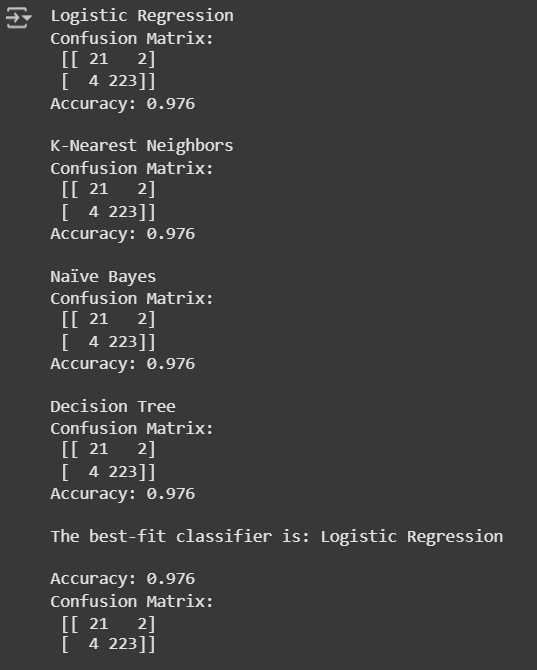 Logistic Regression
Confusion Matrix:
[[ 21   2]
[  4 223]]
Accuracy: 0.976
K-Nearest Neighbors
Confusion Matrix:
[[ 21   2]
[  4 223]]
Accuracy: 0.976
Naïve Bayes
Confusion Matrix:
[[ 21   2]
[  4 223]]
Accuracy: 0.976
Decision Tree
Confusion Matrix:
[[ 21   2]
[  4 223]]
Accuracy: 0.976
The best-fit classifier is: Logistic Regression
Accuracy: 0.976
Confusion Matrix:
[[ 21   2]
[  4 223]]